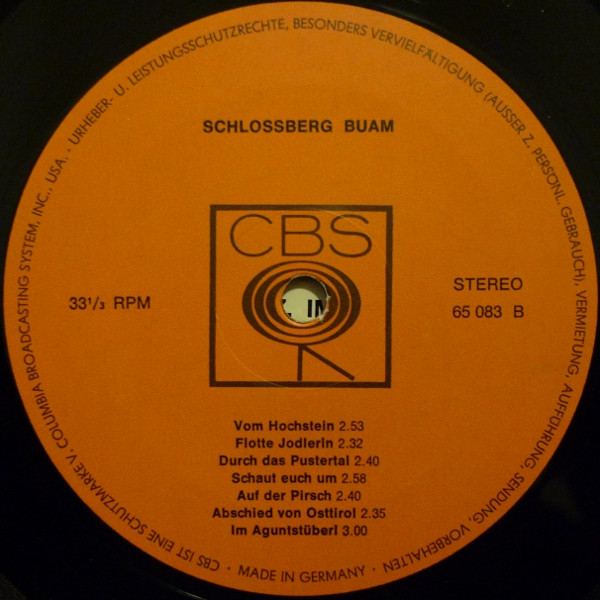 URHEBER- U. LEISTUNGSSCHUTZRECHTE, BESONDERS VERVIELFÄLTIGUNG (AUSSER Z. PERSÖNL. GEBRAUCH), VERMIETUNG, AUFFÜHRUNG, SENDUNG, VORBEHALTEN
SCHLOSSBERG BUAM
CBS
33¹/₃ RPM
STEREO
65 083 B
Vom Hochstein 2.53
Flotte Jodlerin 2.32
Durch das Pustertal 2.40
Schaut euch um 2.58
Auf der Pirsch 2.40
Abschied von Osttirol 2.35
Im Aguntstüberl 3.00
· MADE IN GERMANY ·
CBS IST EINE SCHUTZMARKE V. COLUMBIA BROADCASTING SYSTEM, INC., USA. ·